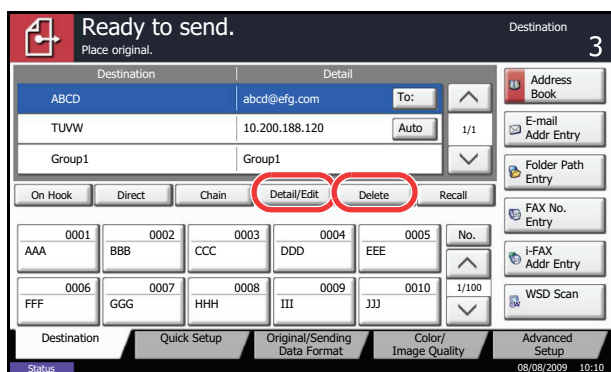 Ready to send.
Place original.
Destination
3
Destination Detail
ABCD abcd@efg.com To:
TUVW 10.200.188.120 Auto 1/1
Group1 Group1
On Hook Direct Chain Detail/Edit Delete Recall
0001 0002 0003 0004 0005 No.
AAA BBB CCC DDD EEE
0006 0007 0008 0009 0010 1/100
FFF GGG HHH III JJJ
Address
Book
E-mail
Addr Entry
Folder Path
Entry
FAX No.
Entry
i-FAX
Addr Entry
WSD Scan
Destination Quick Setup Original/Sending
Data Format Color/
Image Quality Advanced
Setup
Status 08/08/2009 10:10